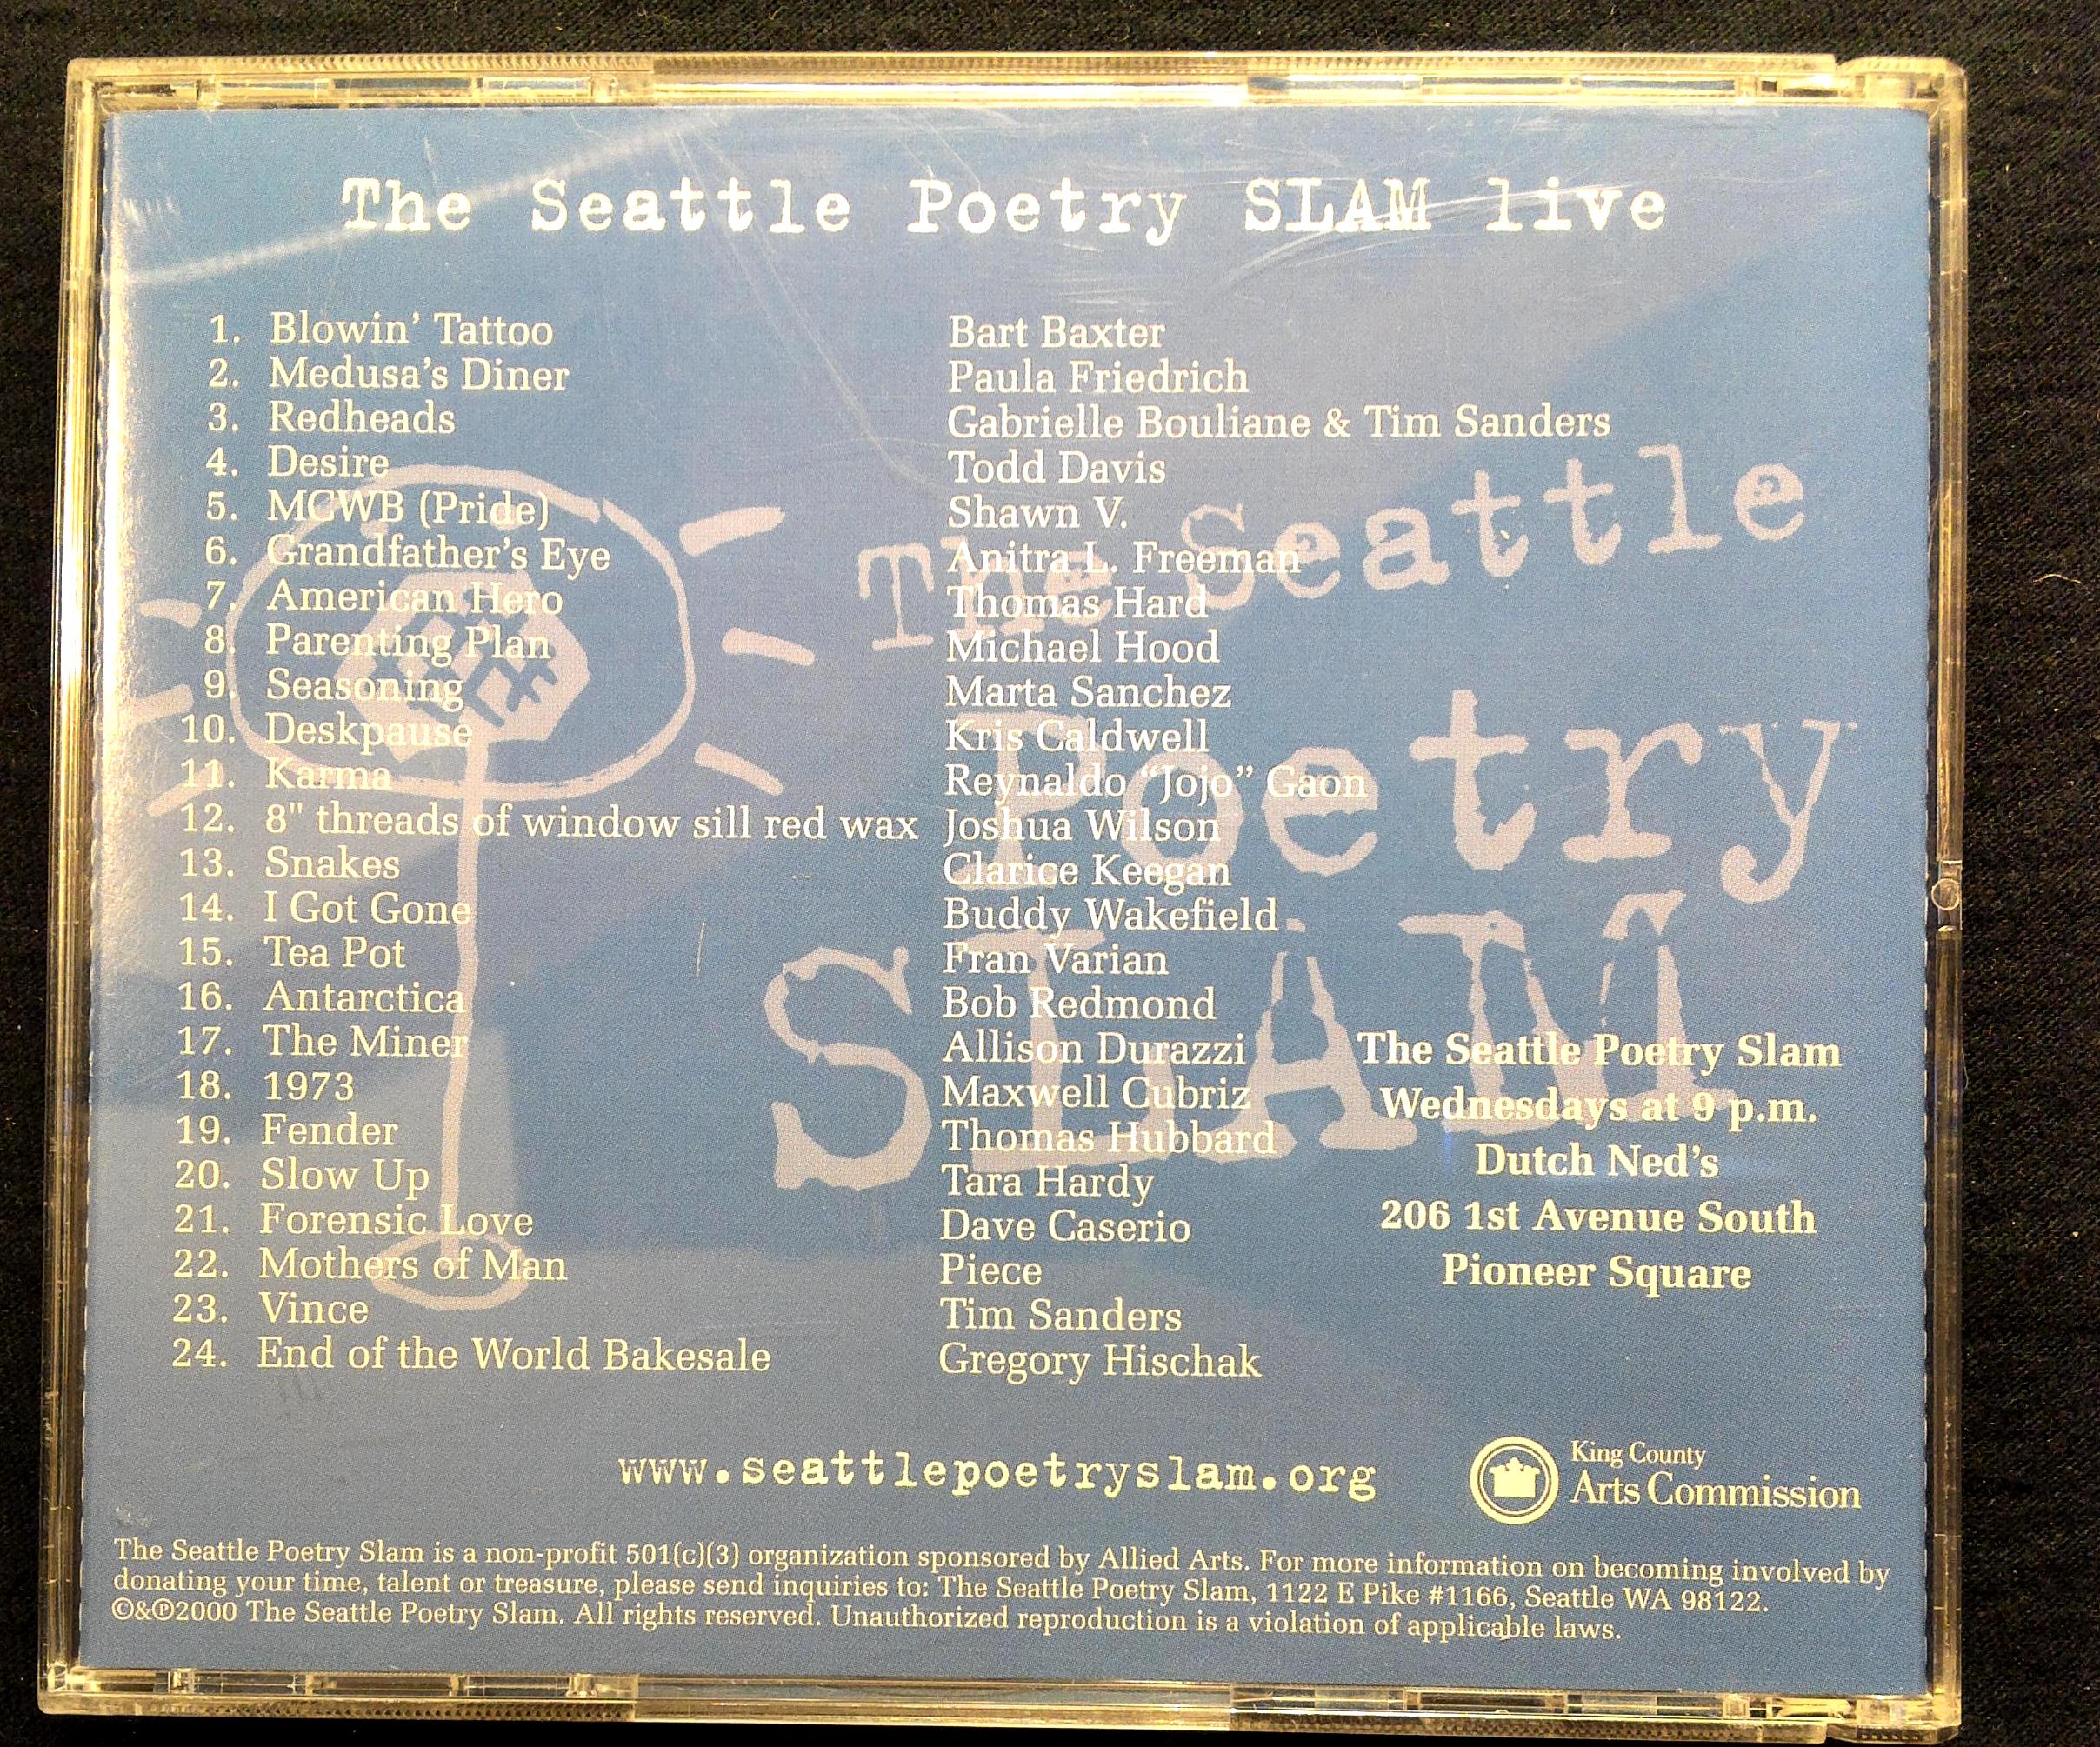 The Seattle Poetry SLAM live
1. Blowin' Tattoo Bart Baxter
2. Medusa's Diner Paula Friedrich
3. Redheads Gabrielle Bouliane & Tim Sanders
4. Desire Todd Davis
5. MCWB (Pride) Shawn V.
6. Grandfather's Eye Anitra L. Freeman
7. American Hero Thomas Hard
8. Parenting Plan Michael Hood
9. Seasoning Marta Sanchez
10. Deskpause Kris Caldwell
11. Karma Reynaldo "Jojo" Gaon
12. 8" threads of window sill red wax Joshua Wilson
13. Snakes Clarice Keegan
14. I Got Gone Buddy Wakefield
15. Tea Pot Fran Varian
16. Antarctica Bob Redmond
17. The Miner Allison Durazzi
18. 1973 Maxwell Cubriz
19. Fender Thomas Hubbard
20. Slow Up Tara Hardy
21. Forensic Love Dave Caserio
22. Mothers of Man Piece
23. Vince Tim Sanders
24. End of the World Bakesale Gregory Hischak
The Seattle
Poetry
SLAM
The Seattle Poetry Slam
Wednesdays at 9 p.m.
Dutch Ned's
206 1st Avenue South
Pioneer Square
www.seattlepoetryslam.org
King County
Arts Commission
The Seattle Poetry Slam is a non-profit 501(c)(3) organization sponsored by Allied Arts. For more information on becoming involved by
donating your time, talent or treasure, please send inquiries to: The Seattle Poetry Slam, 1122 E Pike #1166, Seattle WA 98122.
©&℗2000 The Seattle Poetry Slam. All rights reserved. Unauthorized reproduction is a violation of applicable laws.